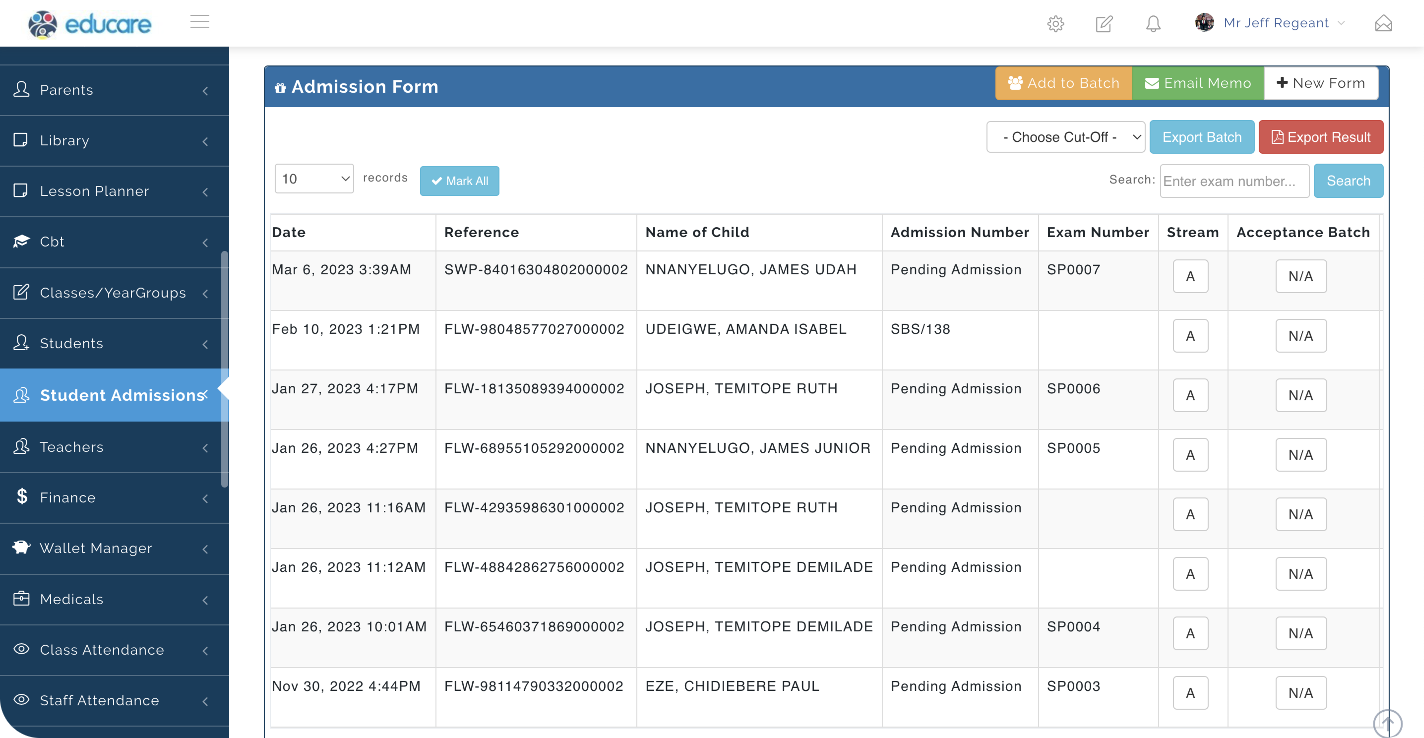 educare
Mr Jeff Regeant
Parents
Library
Lesson Planner
Cbt
Classes/YearGroups
Students
Student Admissions
Teachers
Finance
Wallet Manager
Medicals
Class Attendance
Staff Attendance
Admission Form Add to Batch Email Memo + New Form
- Choose Cut-Off - Export Batch Export Result
10 records Mark All Search: Enter exam number... Search
Date Reference Name of Child Admission Number Exam Number Stream Acceptance Batch
Mar 6, 2023 3:39AM SWP-84016304802000002 NNANYELUGO, JAMES UDAH Pending Admission SP0007 A N/A
Feb 10, 2023 1:21PM FLW-98048577027000002 UDEIGWE, AMANDA ISABEL SBS/138 A N/A
Jan 27, 2023 4:17PM FLW-18135089394000002 JOSEPH, TEMITOPE RUTH Pending Admission SP0006 A N/A
Jan 26, 2023 4:27PM FLW-68955105292000002 NNANYELUGO, JAMES JUNIOR Pending Admission SP0005 A N/A
Jan 26, 2023 11:16AM FLW-42935986301000002 JOSEPH, TEMITOPE RUTH Pending Admission A N/A
Jan 26, 2023 11:12AM FLW-48842862756000002 JOSEPH, TEMITOPE DEMILADE Pending Admission A N/A
Jan 26, 2023 10:01AM FLW-65460371869000002 JOSEPH, TEMITOPE DEMILADE Pending Admission SP0004 A N/A
Nov 30, 2022 4:44PM FLW-98114790332000002 EZE, CHIDIEBERE PAUL Pending Admission SP0003 A N/A